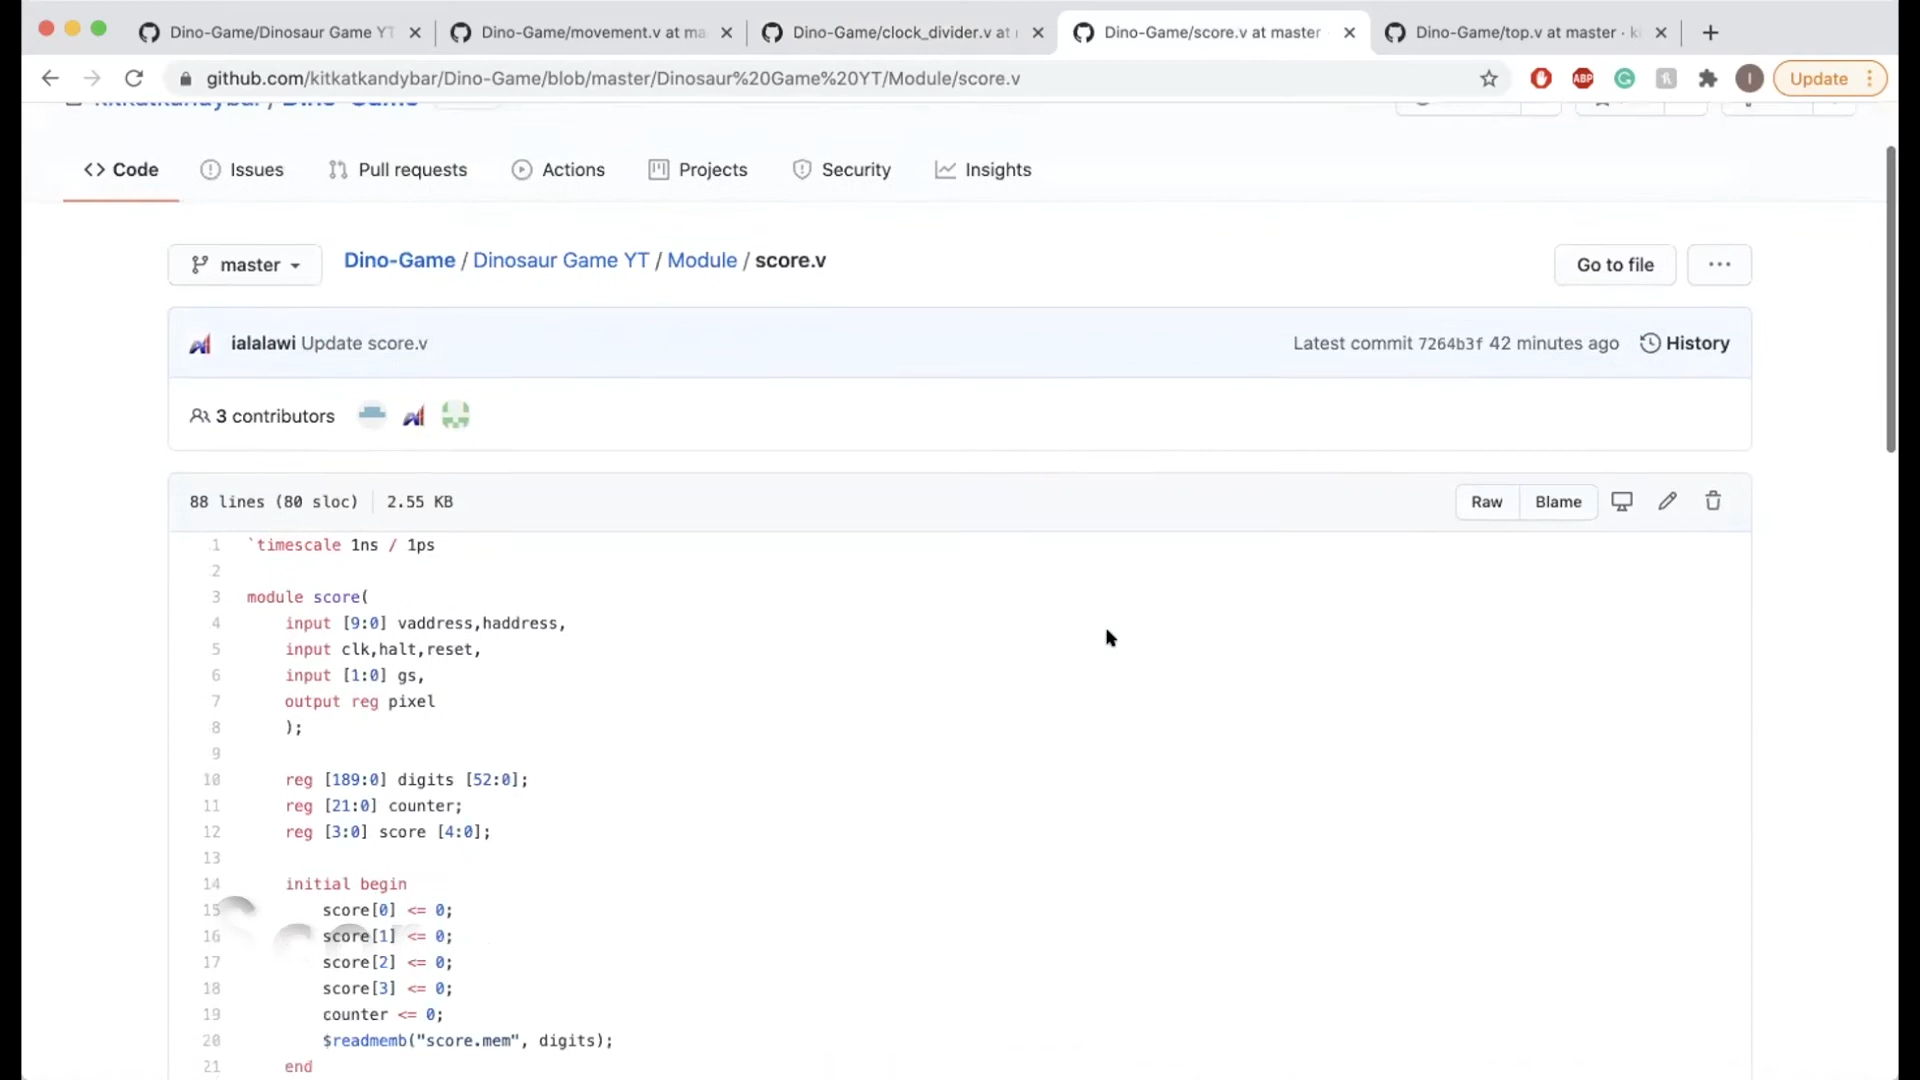 Dino-Game/Dinosaur Game YT
Dino-Game/movement.v at ma
Dino-Game/clock_divider.v at
Dino-Game/score.v at master
Dino-Game/top.v at master · ki
github.com/kitkatkandybar/Dino-Game/blob/master/Dinosaur%20Game%20YT/Module/score.v
ABP
I
Update
kitkatkandybar / Dino-Game
<> Code
Issues
Pull requests
Actions
Projects
Security
Insights
master
Dino-Game / Dinosaur Game YT / Module / score.v
Go to file
...
ialalawi Update score.v
Latest commit 7264b3f 42 minutes ago
History
3 contributors
88 lines (80 sloc) | 2.55 KB
Raw
Blame
1 `timescale 1ns / 1ps
2
3 module score(
4 input [9:0] vaddress,haddress,
5 input clk,halt,reset,
6 input [1:0] gs,
7 output reg pixel
8 );
9
10 reg [189:0] digits [52:0];
11 reg [21:0] counter;
12 reg [3:0] score [4:0];
13
14 initial begin
15 score[0] <= 0;
16 score[1] <= 0;
17 score[2] <= 0;
18 score[3] <= 0;
19 counter <= 0;
20 $readmemb("score.mem", digits);
21 end